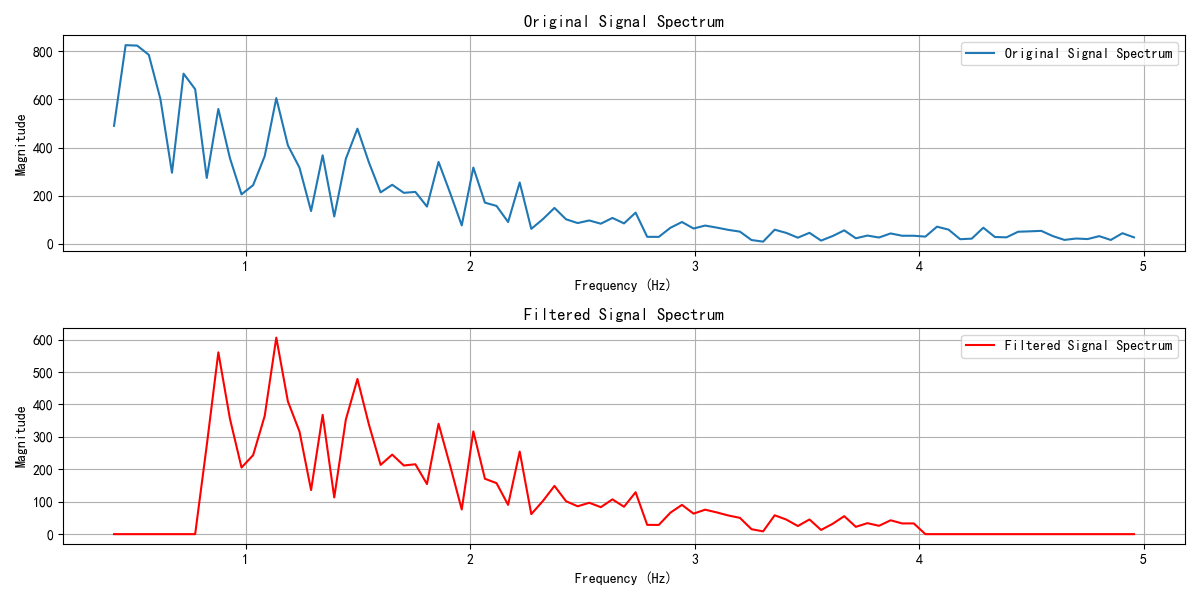 Original Signal Spectrum
Original Signal Spectrum
Magnitude
800
600
400
200
0
1 2 3 4 5
Frequency (Hz)
Filtered Signal Spectrum
Filtered Signal Spectrum
Magnitude
600
500
400
300
200
100
0
1 2 3 4 5
Frequency (Hz)